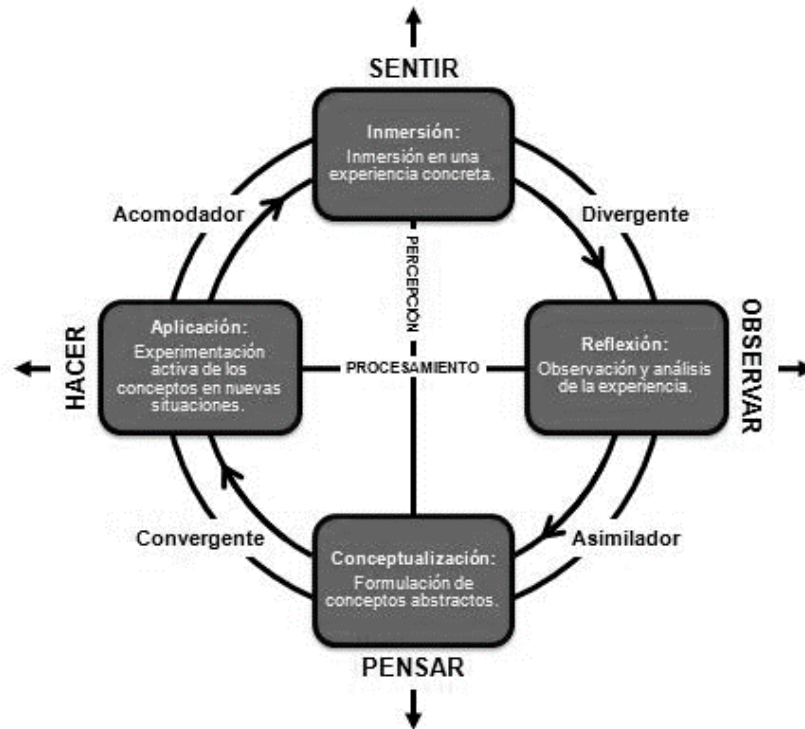 SENTIR
Inmersión:
Inmersión en una
experiencia concreta.
Acomodador
Divergente
PERCEPCIÓN
HACER
Aplicación:
Experimentación
activa de los
conceptos en nuevas
situaciones.
PROCESAMIENTO
Reflexión:
Observación y análisis
de la experiencia.
OBSERVAR
Convergente
Asimilador
Conceptualización:
Formulación de
conceptos abstractos.
PENSAR